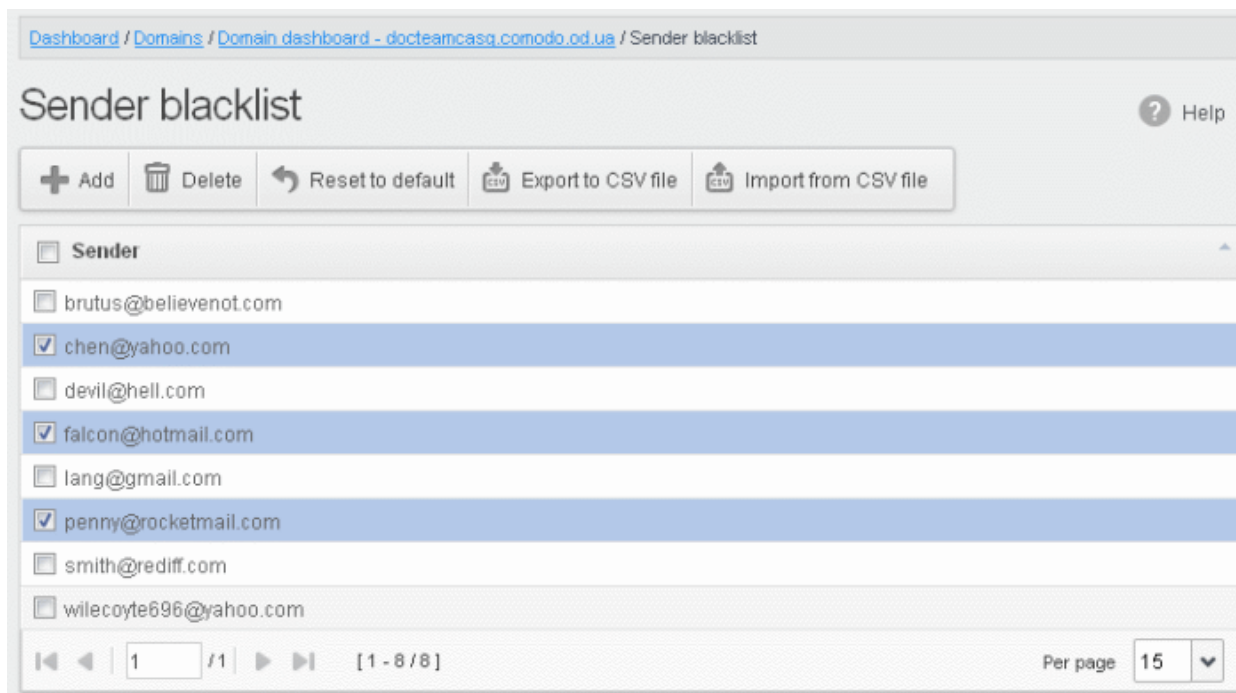 Dashboard / Domains / Domain dashboard - docteamcasg.comodo.od.ua / Sender blacklist
Sender blacklist
? Help
Add Delete Reset to default CSV Export to CSV file CSV Import from CSV file
Sender
brutus@believenot.com
chen@yahoo.com
devil@hell.com
falcon@hotmail.com
lang@gmail.com
penny@rocketmail.com
smith@rediff.com
wilecoyte696@yahoo.com
1 /1 [1 - 8 / 8] Per page 15